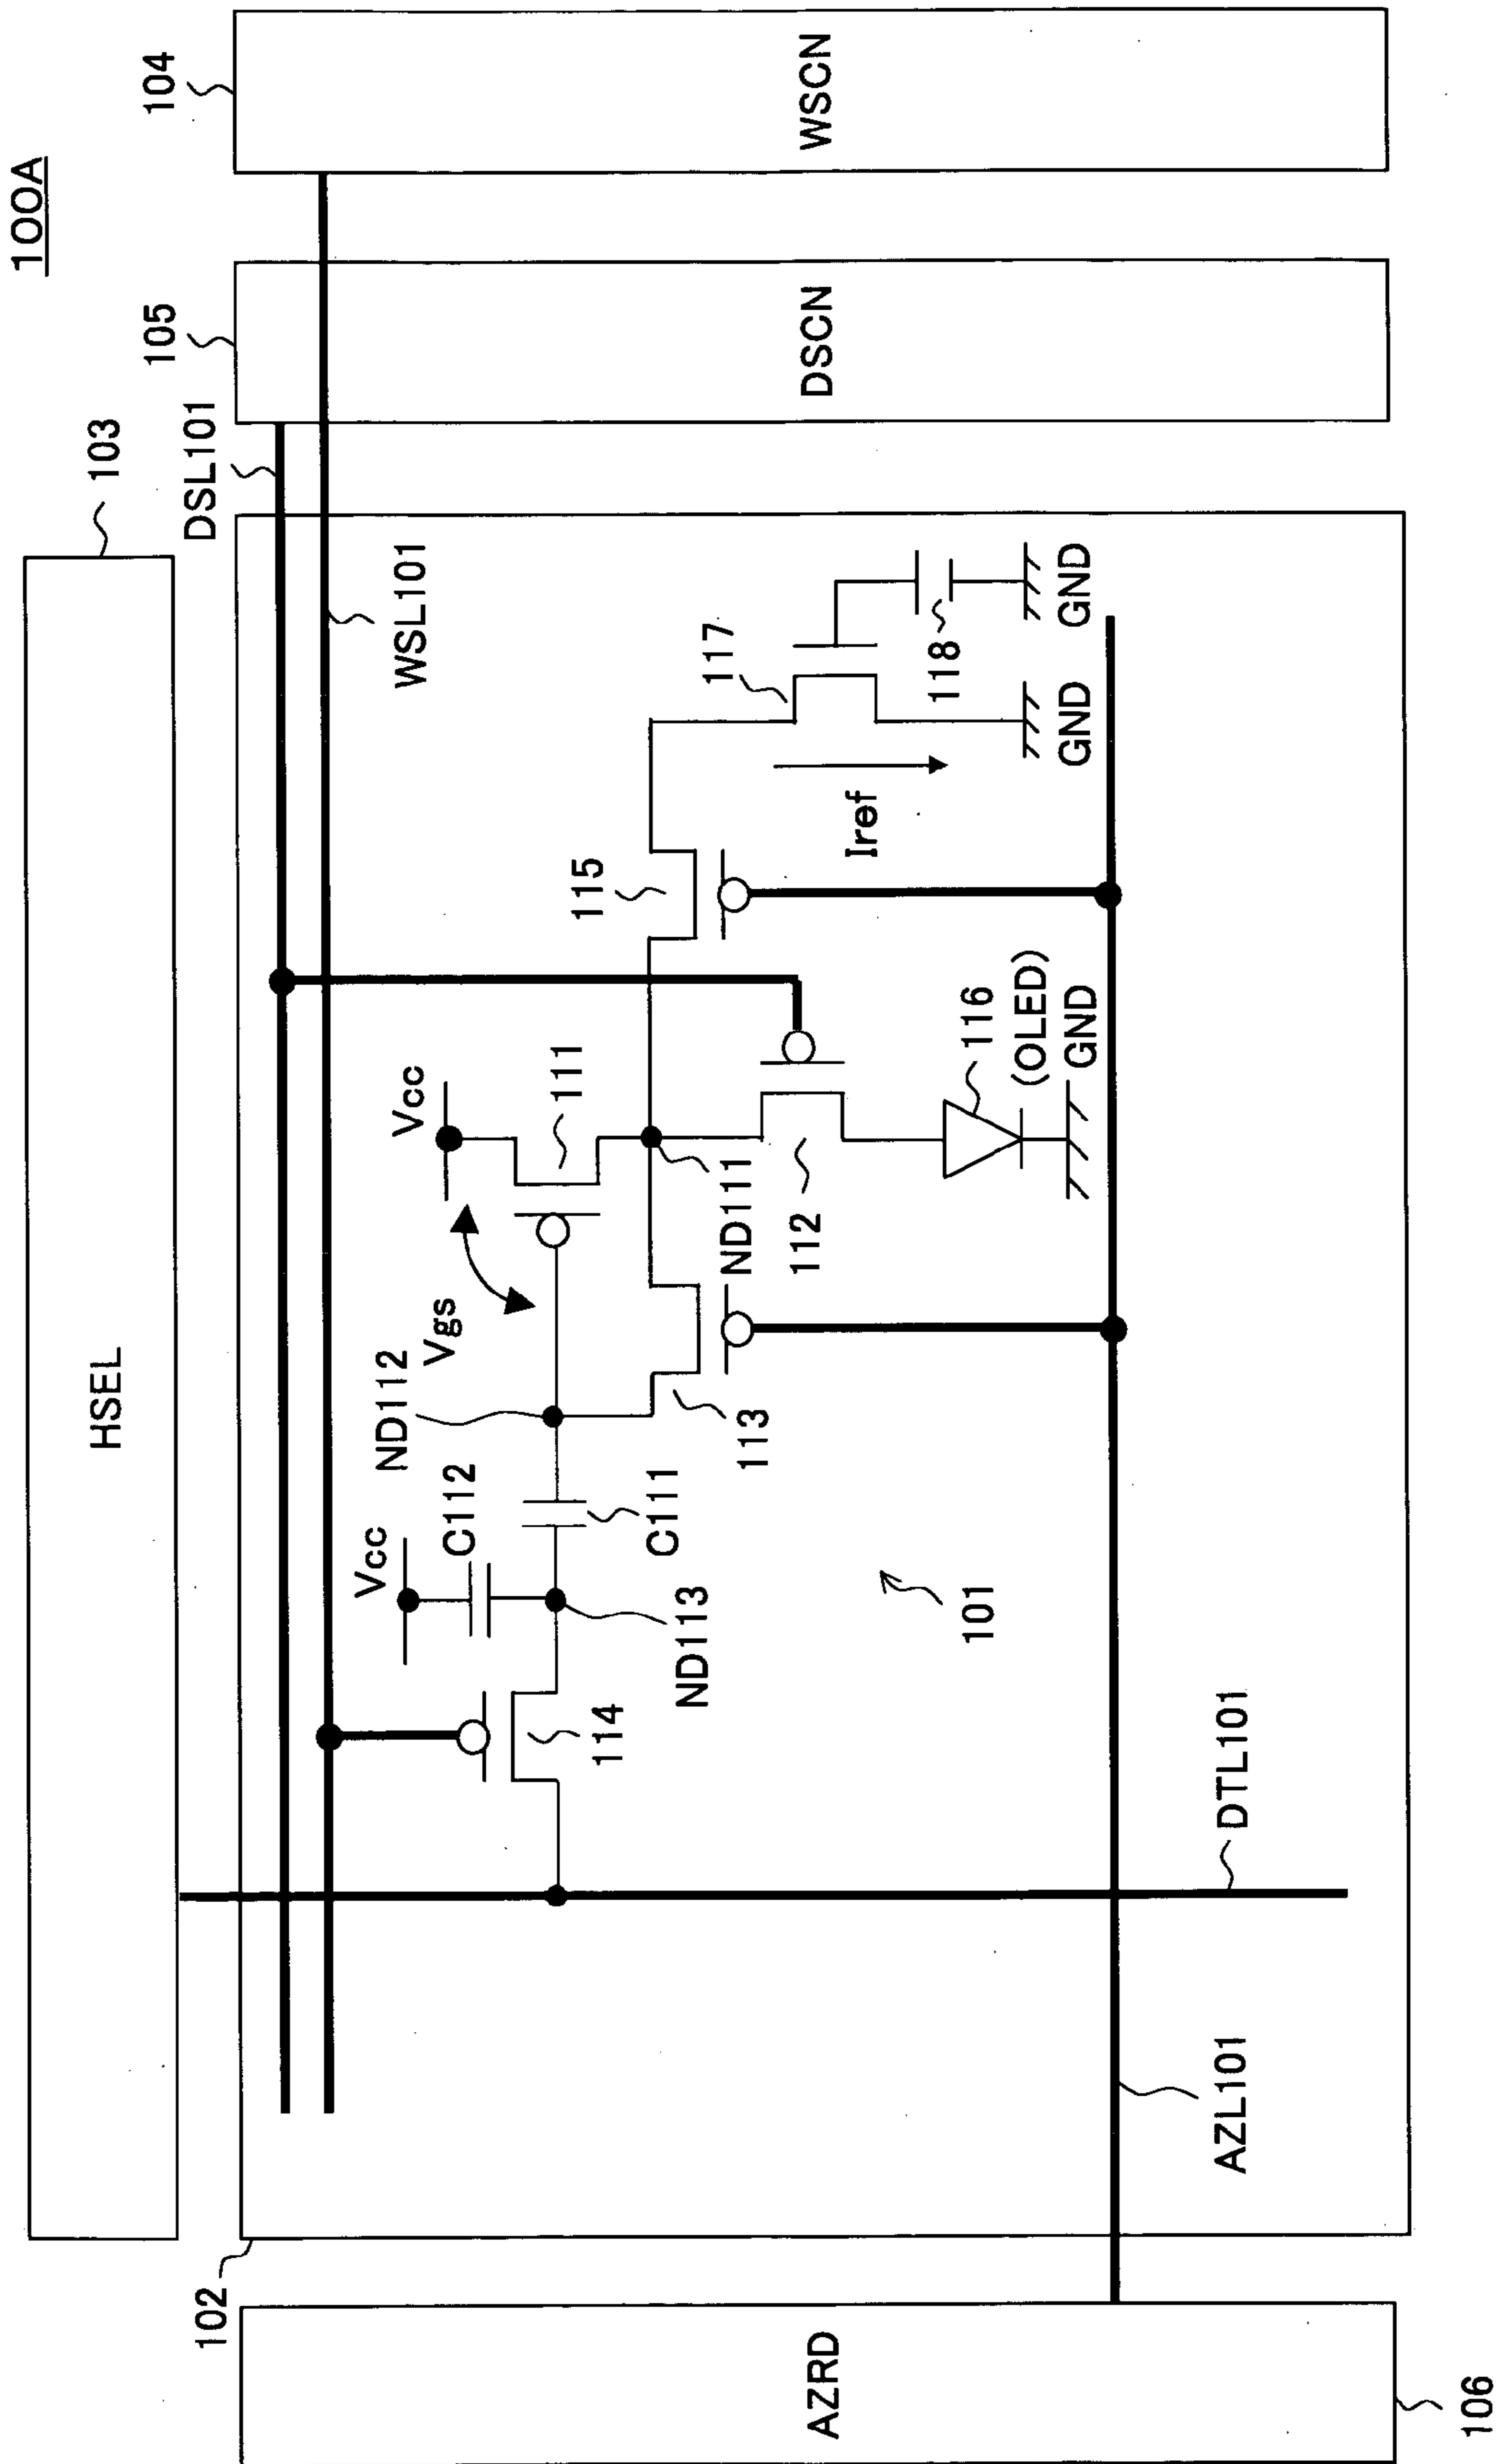 100A
103
HSEL
104
WSCN
105
DSCN
DSL101
WSL101
102
AZRD
106
Vcc
Vcc
C112
ND112
Vgs
111
115
117
118
GND
GND
Iref
114
ND113
C111
113
ND111
112
116
(OLED)
GND
101
AZL101
DTL101